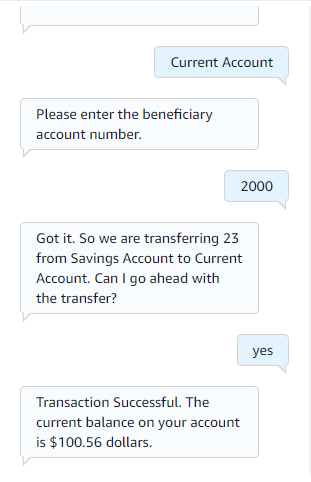 Current Account
Please enter the beneficiary
account number.
2000
Got it. So we are transferring 23
from Savings Account to Current
Account. Can I go ahead with
the transfer?
yes
Transaction Successful. The
current balance on your account
is $100.56 dollars.